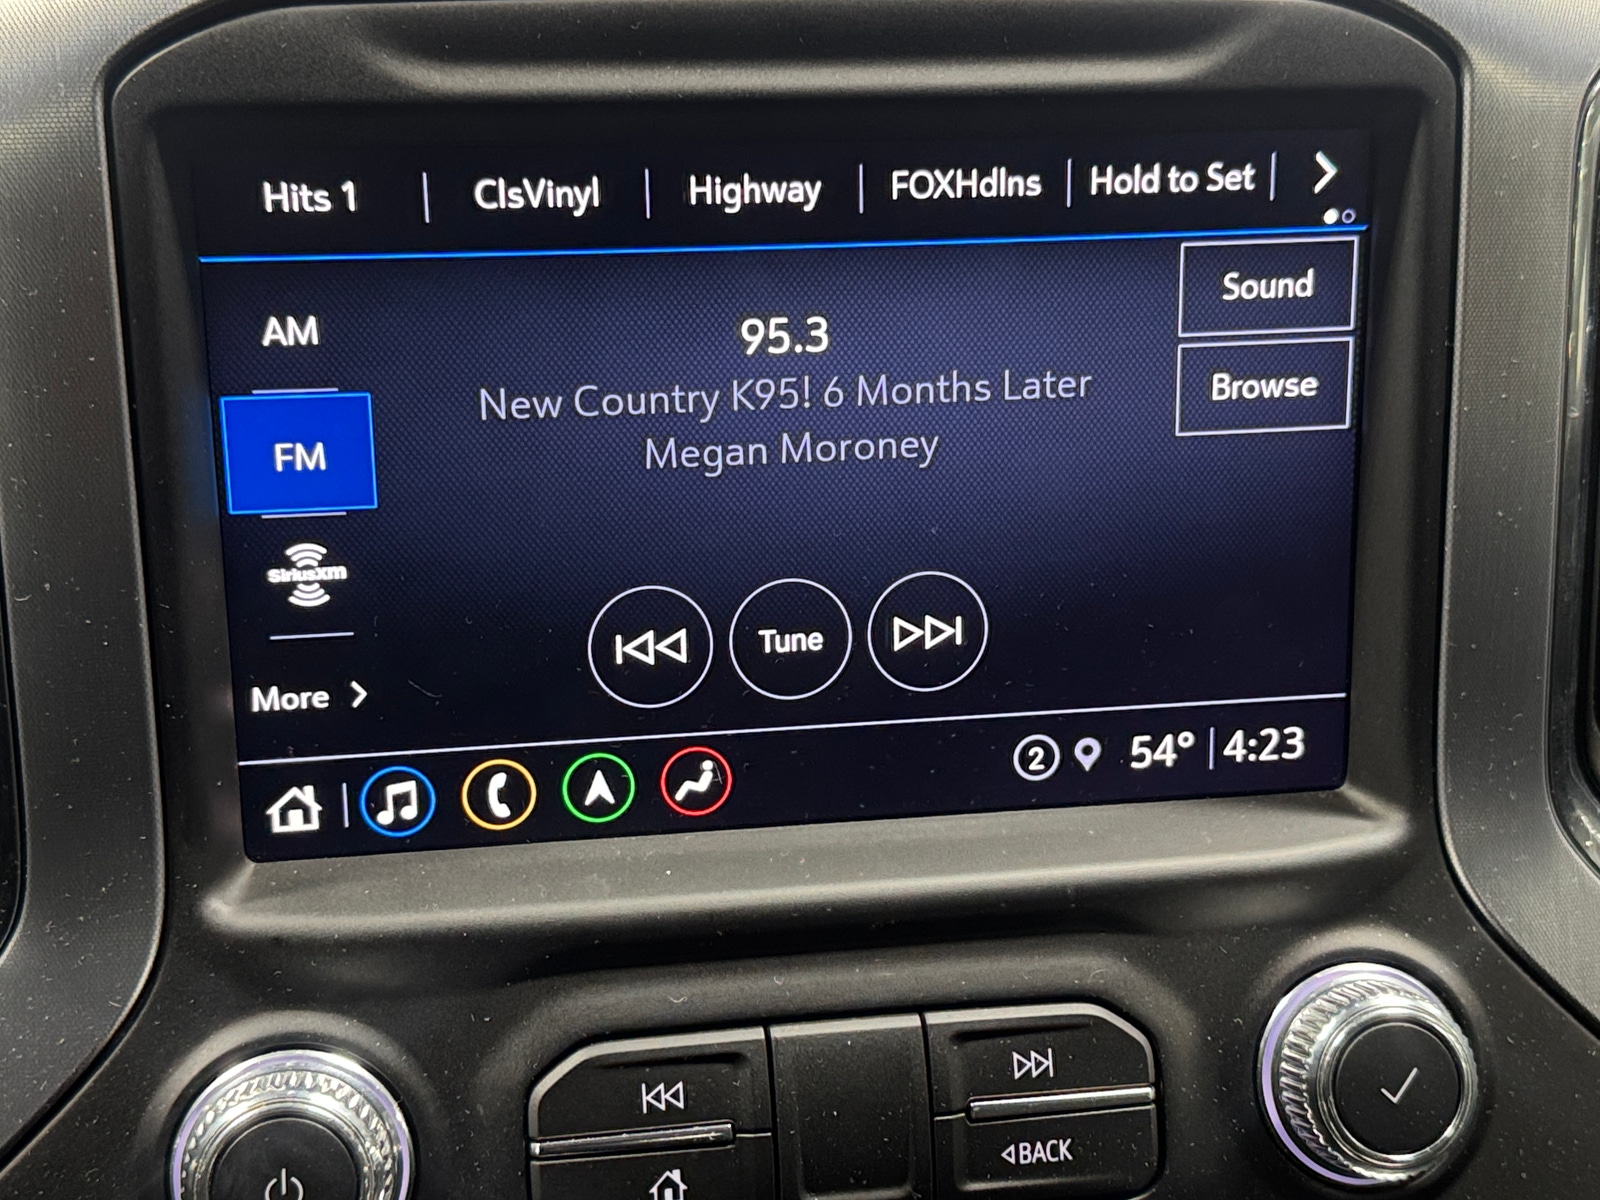 Hits 1 | ClsVinyl | Highway | FOXHdlns | Hold to Set |
Sound
AM
95.3
Browse
New Country K95! 6 Months Later
FM
Megan Moroney
SiriusXm
Tune
More
2 54° | 4:23
BACK